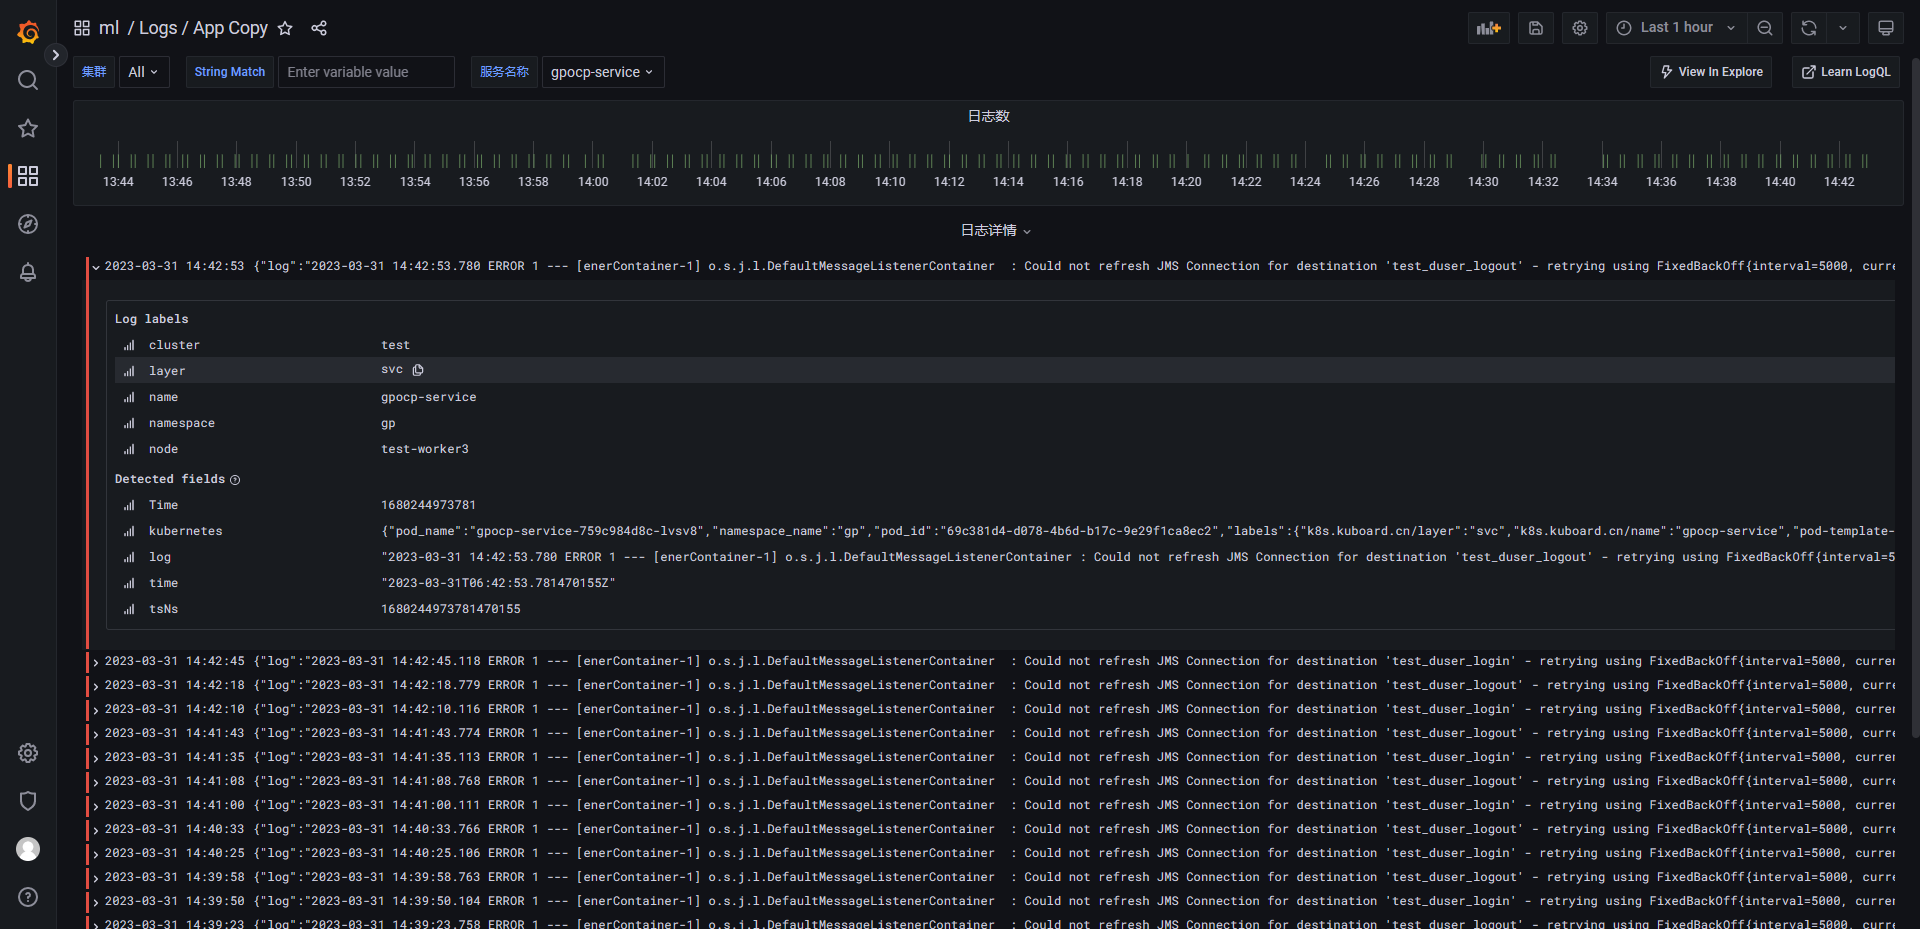 ml / Logs / App Copy
Last 1 hour
集群 All String Match Enter variable value 服务名称 gpocp-service View In Explore Learn LogQL
日志数
13:44 13:46 13:48 13:50 13:52 13:54 13:56 13:58 14:00 14:02 14:04 14:06 14:08 14:10 14:12 14:14 14:16 14:18 14:20 14:22 14:24 14:26 14:28 14:30 14:32 14:34 14:36 14:38 14:40 14:42
日志详情
2023-03-31 14:42:53 {"log":"2023-03-31 14:42:53.780 ERROR 1 --- [enerContainer-1] o.s.j.l.DefaultMessageListenerContainer : Could not refresh JMS Connection for destination 'test_duser_logout' - retrying using FixedBackOff{interval=5000, curre
Log labels
cluster test
layer svc
name gpocp-service
namespace gp
node test-worker3
Detected fields
Time 1680244973781
kubernetes {"pod_name":"gpocp-service-759c984d8c-lvsv8","namespace_name":"gp","pod_id":"69c381d4-d078-4b6d-b17c-9e29f1ca8ec2","labels":{"k8s.kuboard.cn/layer":"svc","k8s.kuboard.cn/name":"gpocp-service","pod-template-
log "2023-03-31 14:42:53.780 ERROR 1 --- [enerContainer-1] o.s.j.l.DefaultMessageListenerContainer : Could not refresh JMS Connection for destination 'test_duser_logout' - retrying using FixedBackOff{interval=5
time "2023-03-31T06:42:53.781470155Z"
tsNs 1680244973781470155
2023-03-31 14:42:45 {"log":"2023-03-31 14:42:45.118 ERROR 1 --- [enerContainer-1] o.s.j.l.DefaultMessageListenerContainer : Could not refresh JMS Connection for destination 'test_duser_login' - retrying using FixedBackOff{interval=5000, curren
2023-03-31 14:42:18 {"log":"2023-03-31 14:42:18.779 ERROR 1 --- [enerContainer-1] o.s.j.l.DefaultMessageListenerContainer : Could not refresh JMS Connection for destination 'test_duser_logout' - retrying using FixedBackOff{interval=5000, curre
2023-03-31 14:42:10 {"log":"2023-03-31 14:42:10.116 ERROR 1 --- [enerContainer-1] o.s.j.l.DefaultMessageListenerContainer : Could not refresh JMS Connection for destination 'test_duser_login' - retrying using FixedBackOff{interval=5000, curren
2023-03-31 14:41:43 {"log":"2023-03-31 14:41:43.774 ERROR 1 --- [enerContainer-1] o.s.j.l.DefaultMessageListenerContainer : Could not refresh JMS Connection for destination 'test_duser_logout' - retrying using FixedBackOff{interval=5000, curre
2023-03-31 14:41:35 {"log":"2023-03-31 14:41:35.113 ERROR 1 --- [enerContainer-1] o.s.j.l.DefaultMessageListenerContainer : Could not refresh JMS Connection for destination 'test_duser_login' - retrying using FixedBackOff{interval=5000, curren
2023-03-31 14:41:08 {"log":"2023-03-31 14:41:08.768 ERROR 1 --- [enerContainer-1] o.s.j.l.DefaultMessageListenerContainer : Could not refresh JMS Connection for destination 'test_duser_logout' - retrying using FixedBackOff{interval=5000, curre
2023-03-31 14:41:00 {"log":"2023-03-31 14:41:00.111 ERROR 1 --- [enerContainer-1] o.s.j.l.DefaultMessageListenerContainer : Could not refresh JMS Connection for destination 'test_duser_login' - retrying using FixedBackOff{interval=5000, curren
2023-03-31 14:40:33 {"log":"2023-03-31 14:40:33.766 ERROR 1 --- [enerContainer-1] o.s.j.l.DefaultMessageListenerContainer : Could not refresh JMS Connection for destination 'test_duser_logout' - retrying using FixedBackOff{interval=5000, curre
2023-03-31 14:40:25 {"log":"2023-03-31 14:40:25.106 ERROR 1 --- [enerContainer-1] o.s.j.l.DefaultMessageListenerContainer : Could not refresh JMS Connection for destination 'test_duser_login' - retrying using FixedBackOff{interval=5000, curren
2023-03-31 14:39:58 {"log":"2023-03-31 14:39:58.763 ERROR 1 --- [enerContainer-1] o.s.j.l.DefaultMessageListenerContainer : Could not refresh JMS Connection for destination 'test_duser_logout' - retrying using FixedBackOff{interval=5000, curre
2023-03-31 14:39:50 {"log":"2023-03-31 14:39:50.104 ERROR 1 --- [enerContainer-1] o.s.j.l.DefaultMessageListenerContainer : Could not refresh JMS Connection for destination 'test_duser_login' - retrying using FixedBackOff{interval=5000, curren
2023-03-31 14:39:23 {"log":"2023-03-31 14:39:23.758 ERROR 1 --- [enerContainer-1] o.s.j.l.DefaultMessageListenerContainer : Could not refresh JMS Connection for destination 'test_duser_logout' - retrying using FixedBackOff{interval=5000, curre